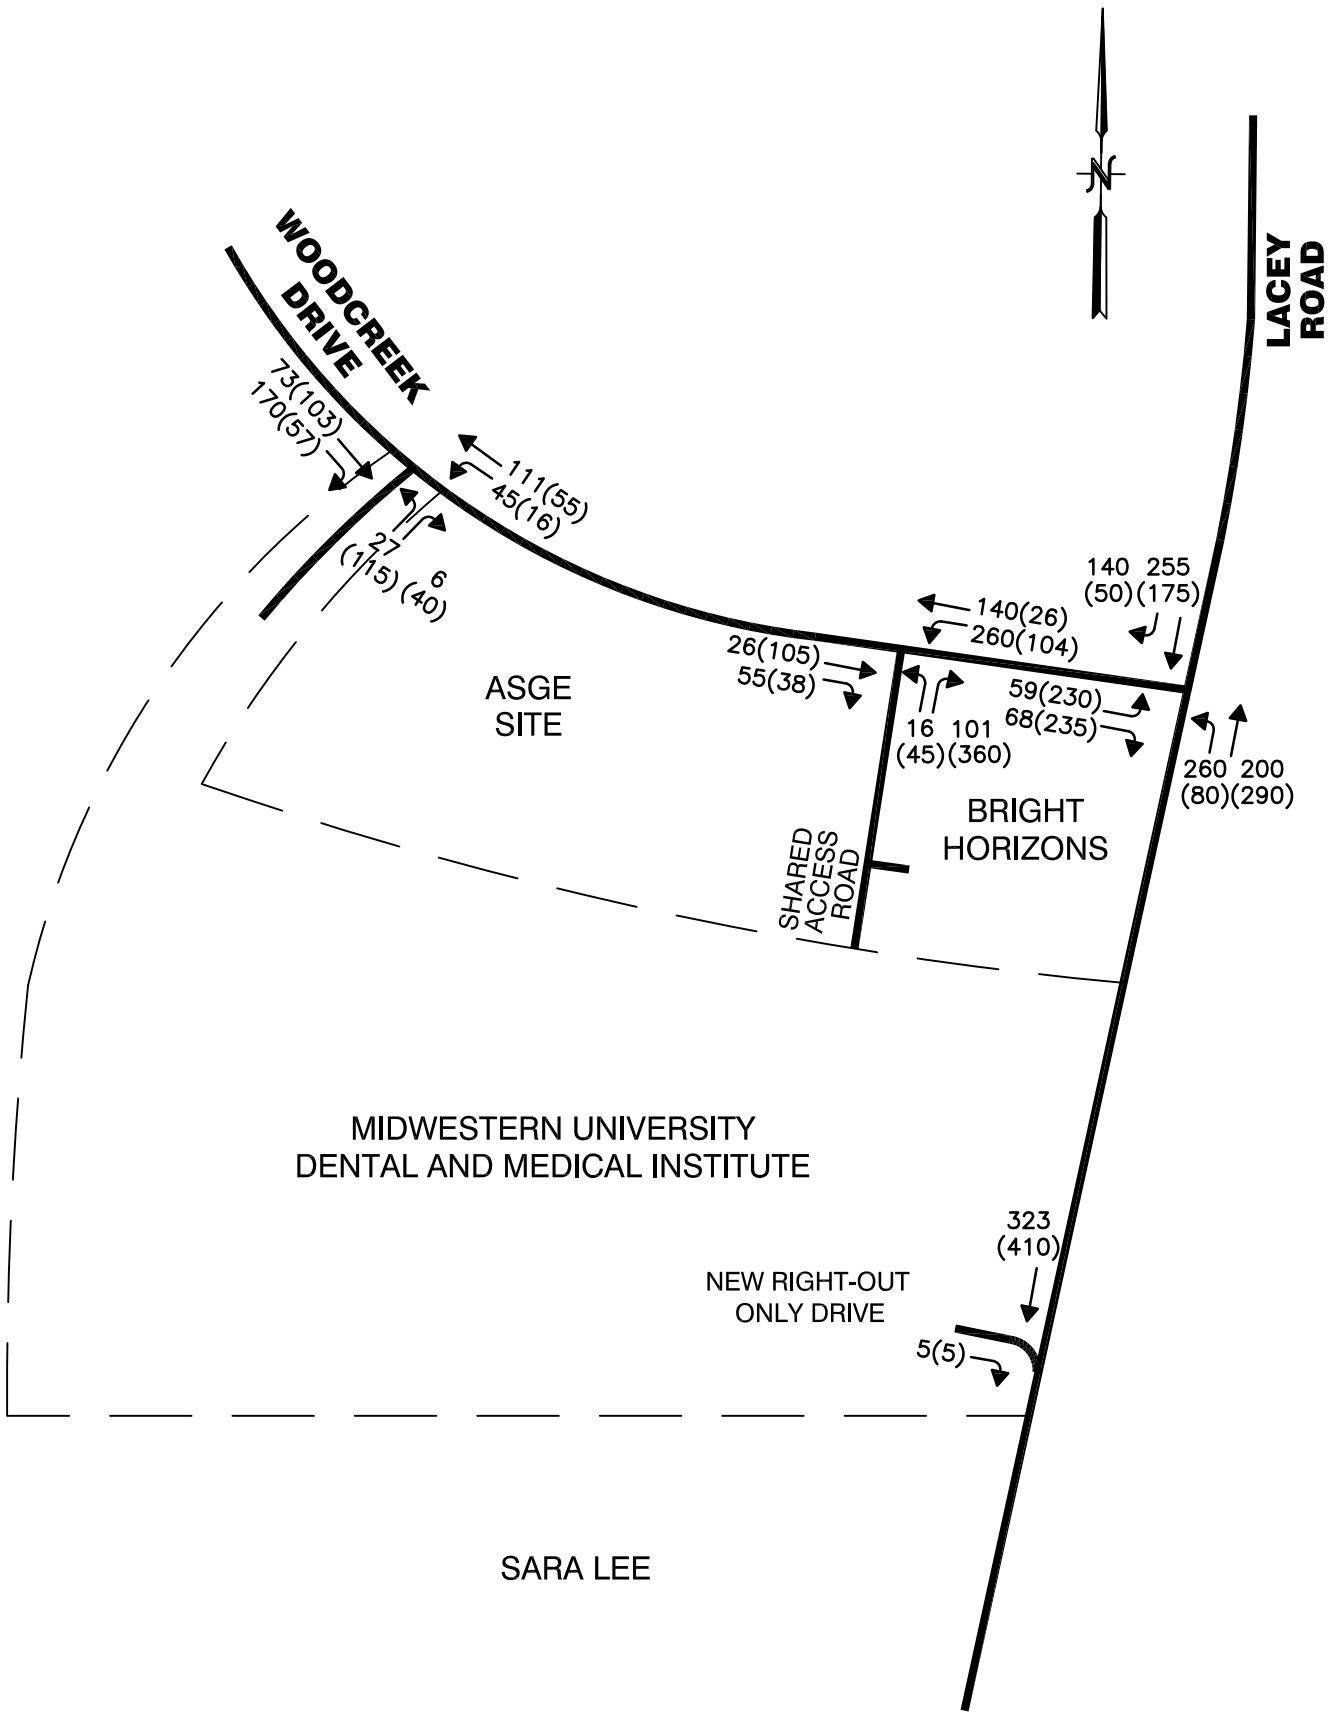 N
LACEY
ROAD
WOODCREEK
DRIVE
73(103)
170(57)
111(55)
45(16)
27
(115)
6
(40)
140 255
(50)(175)
140(26)
260(104)
26(105)
55(38)
59(230)
68(235)
16 101
(45)(360)
260 200
(80)(290)
ASGE
SITE
BRIGHT
HORIZONS
SHARED
ACCESS
ROAD
MIDWESTERN UNIVERSITY
DENTAL AND MEDICAL INSTITUTE
323
(410)
NEW RIGHT-OUT
ONLY DRIVE
5(5)
SARA LEE